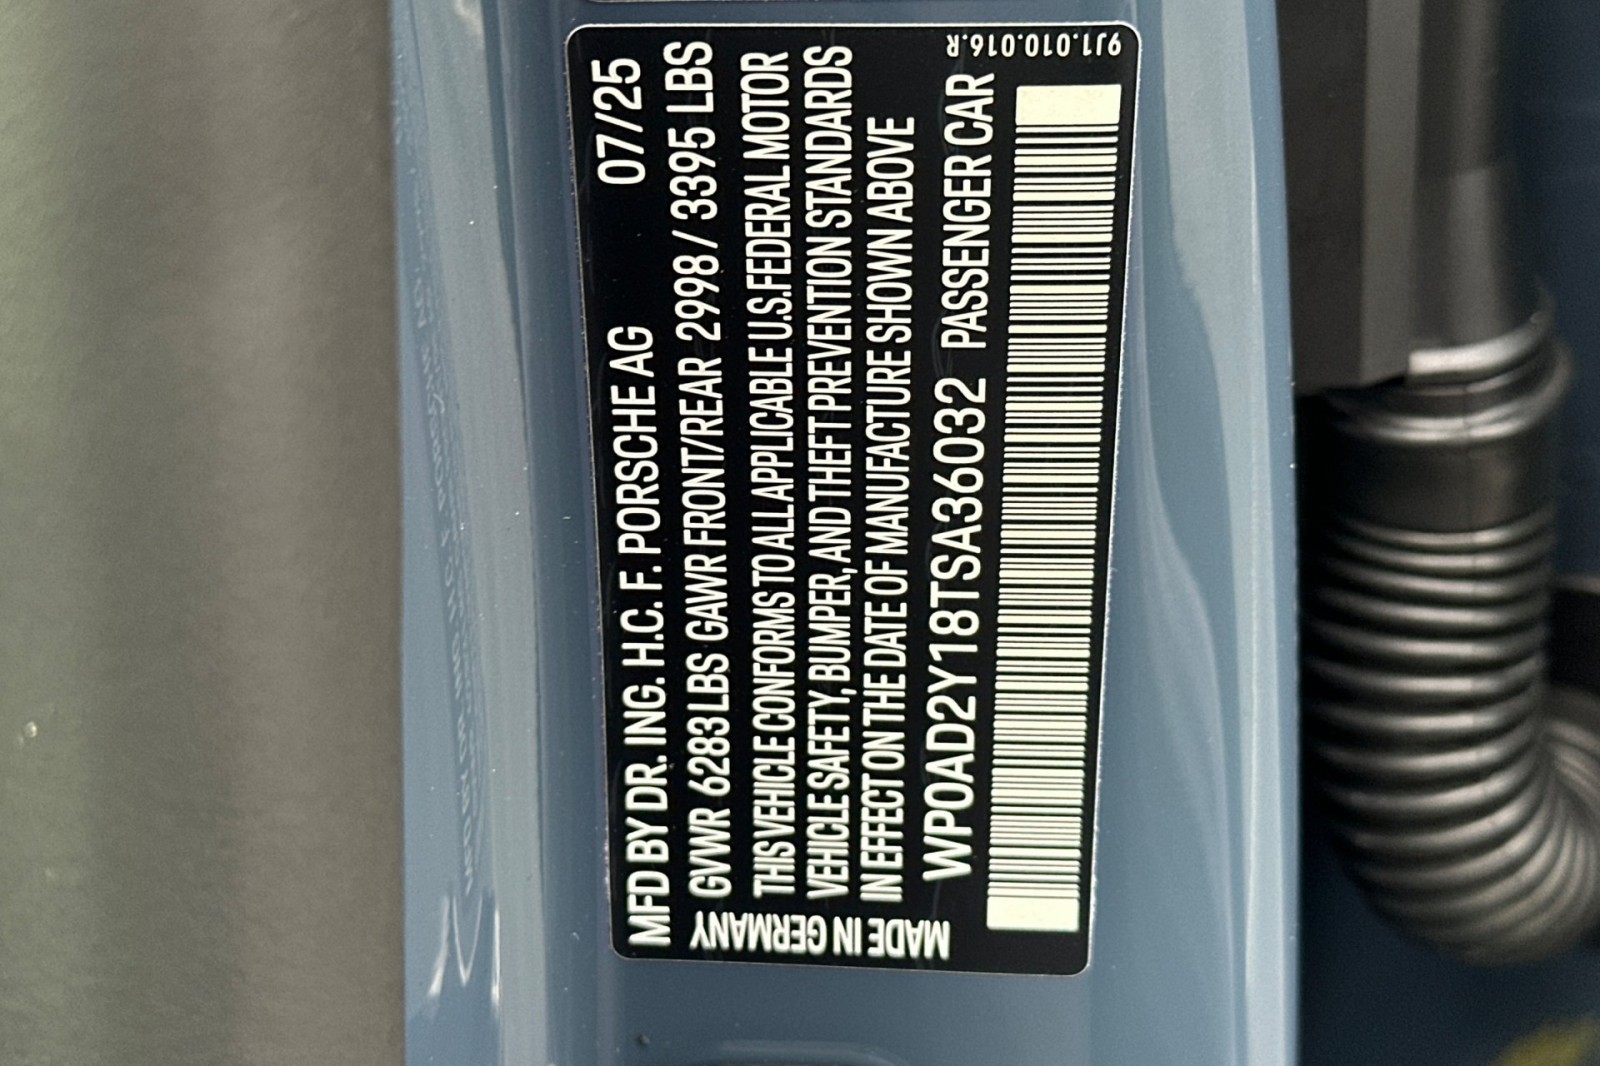 MFD BY DR. ING. H.C. F. PORSCHE AG 07/25
GVWR 6283LBS GAWR FRONT/REAR 2998 / 3395 LBS
THIS VEHICLE CONFORMS TO ALL APPLICABLE U.S.FEDERAL MOTOR
VEHICLE SAFETY, BUMPER, AND THEFT PREVENTION STANDARDS
IN EFFECT ON THE DATE OF MANUFACTURE SHOWN ABOVE
WP0AD2Y18TSA36032 PASSENGER CAR
MADE IN GERMANY
9J1.010.016.R